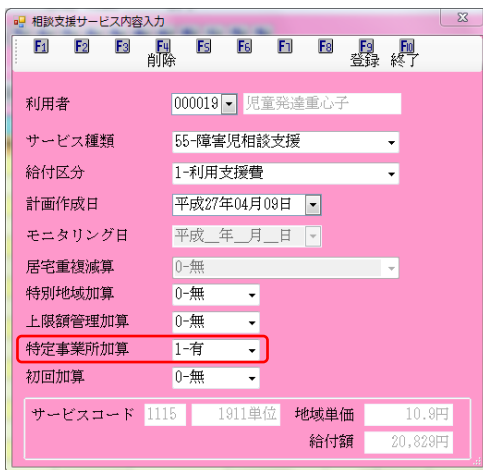 相談支援サービス内容入力
F1 F2 F3 F4 F5 F6 F7 F8 F9 F10
削除 登録 終了
利用者 000019 児童発達重心子
サービス種類 55-障害児相談支援
給付区分 1-利用支援費
計画作成日 平成27年04月09日
モニタリング日 平成__年__月__日
居宅重複減算 0-無
特別地域加算 0-無
上限額管理加算 0-無
特定事業所加算 1-有
初回加算 0-無
サービスコード 1115 1911単位 地域単価 10.9円
給付額 20,829円